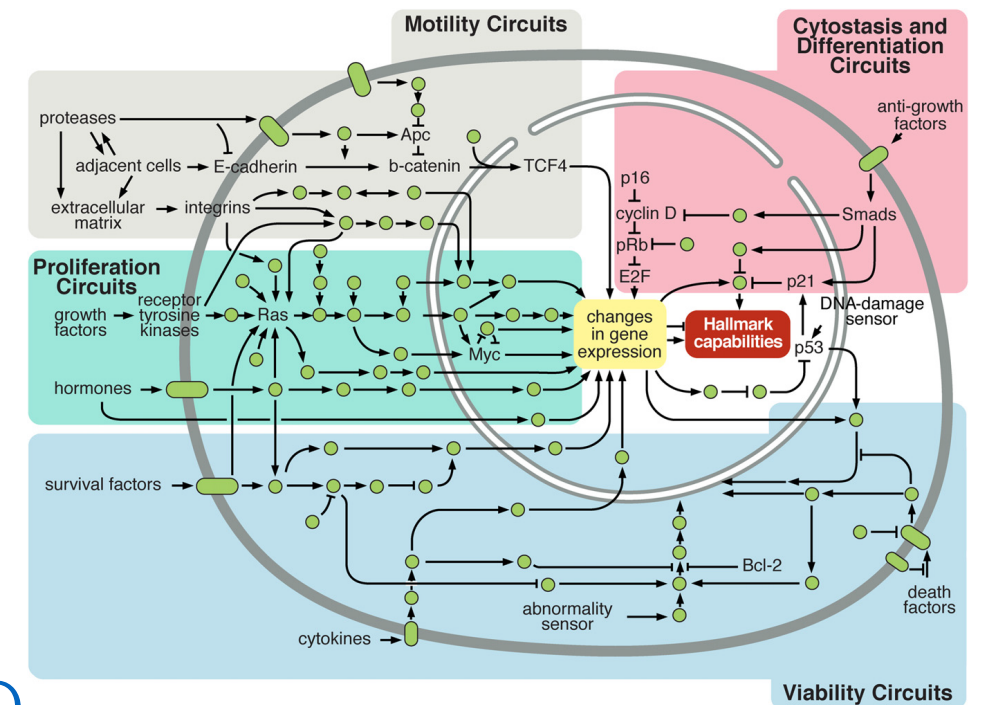 Motility Circuits
Cytostasis and
Differentiation
Circuits
proteases
Apc
anti-growth
factors
adjacent cells
E-cadherin
b-catenin
TCF4
p16
extracellular
matrix
integrins
cyclin D
Smads
pRb
E2F
p21
Proliferation
Circuits
growth
factors
receptor
tyrosine
kinases
Ras
Myc
changes
in gene
expression
Hallmark
capabilities
DNA-damage
sensor
p53
hormones
survival factors
Bcl-2
abnormality
sensor
cytokines
death
factors
Viability Circuits